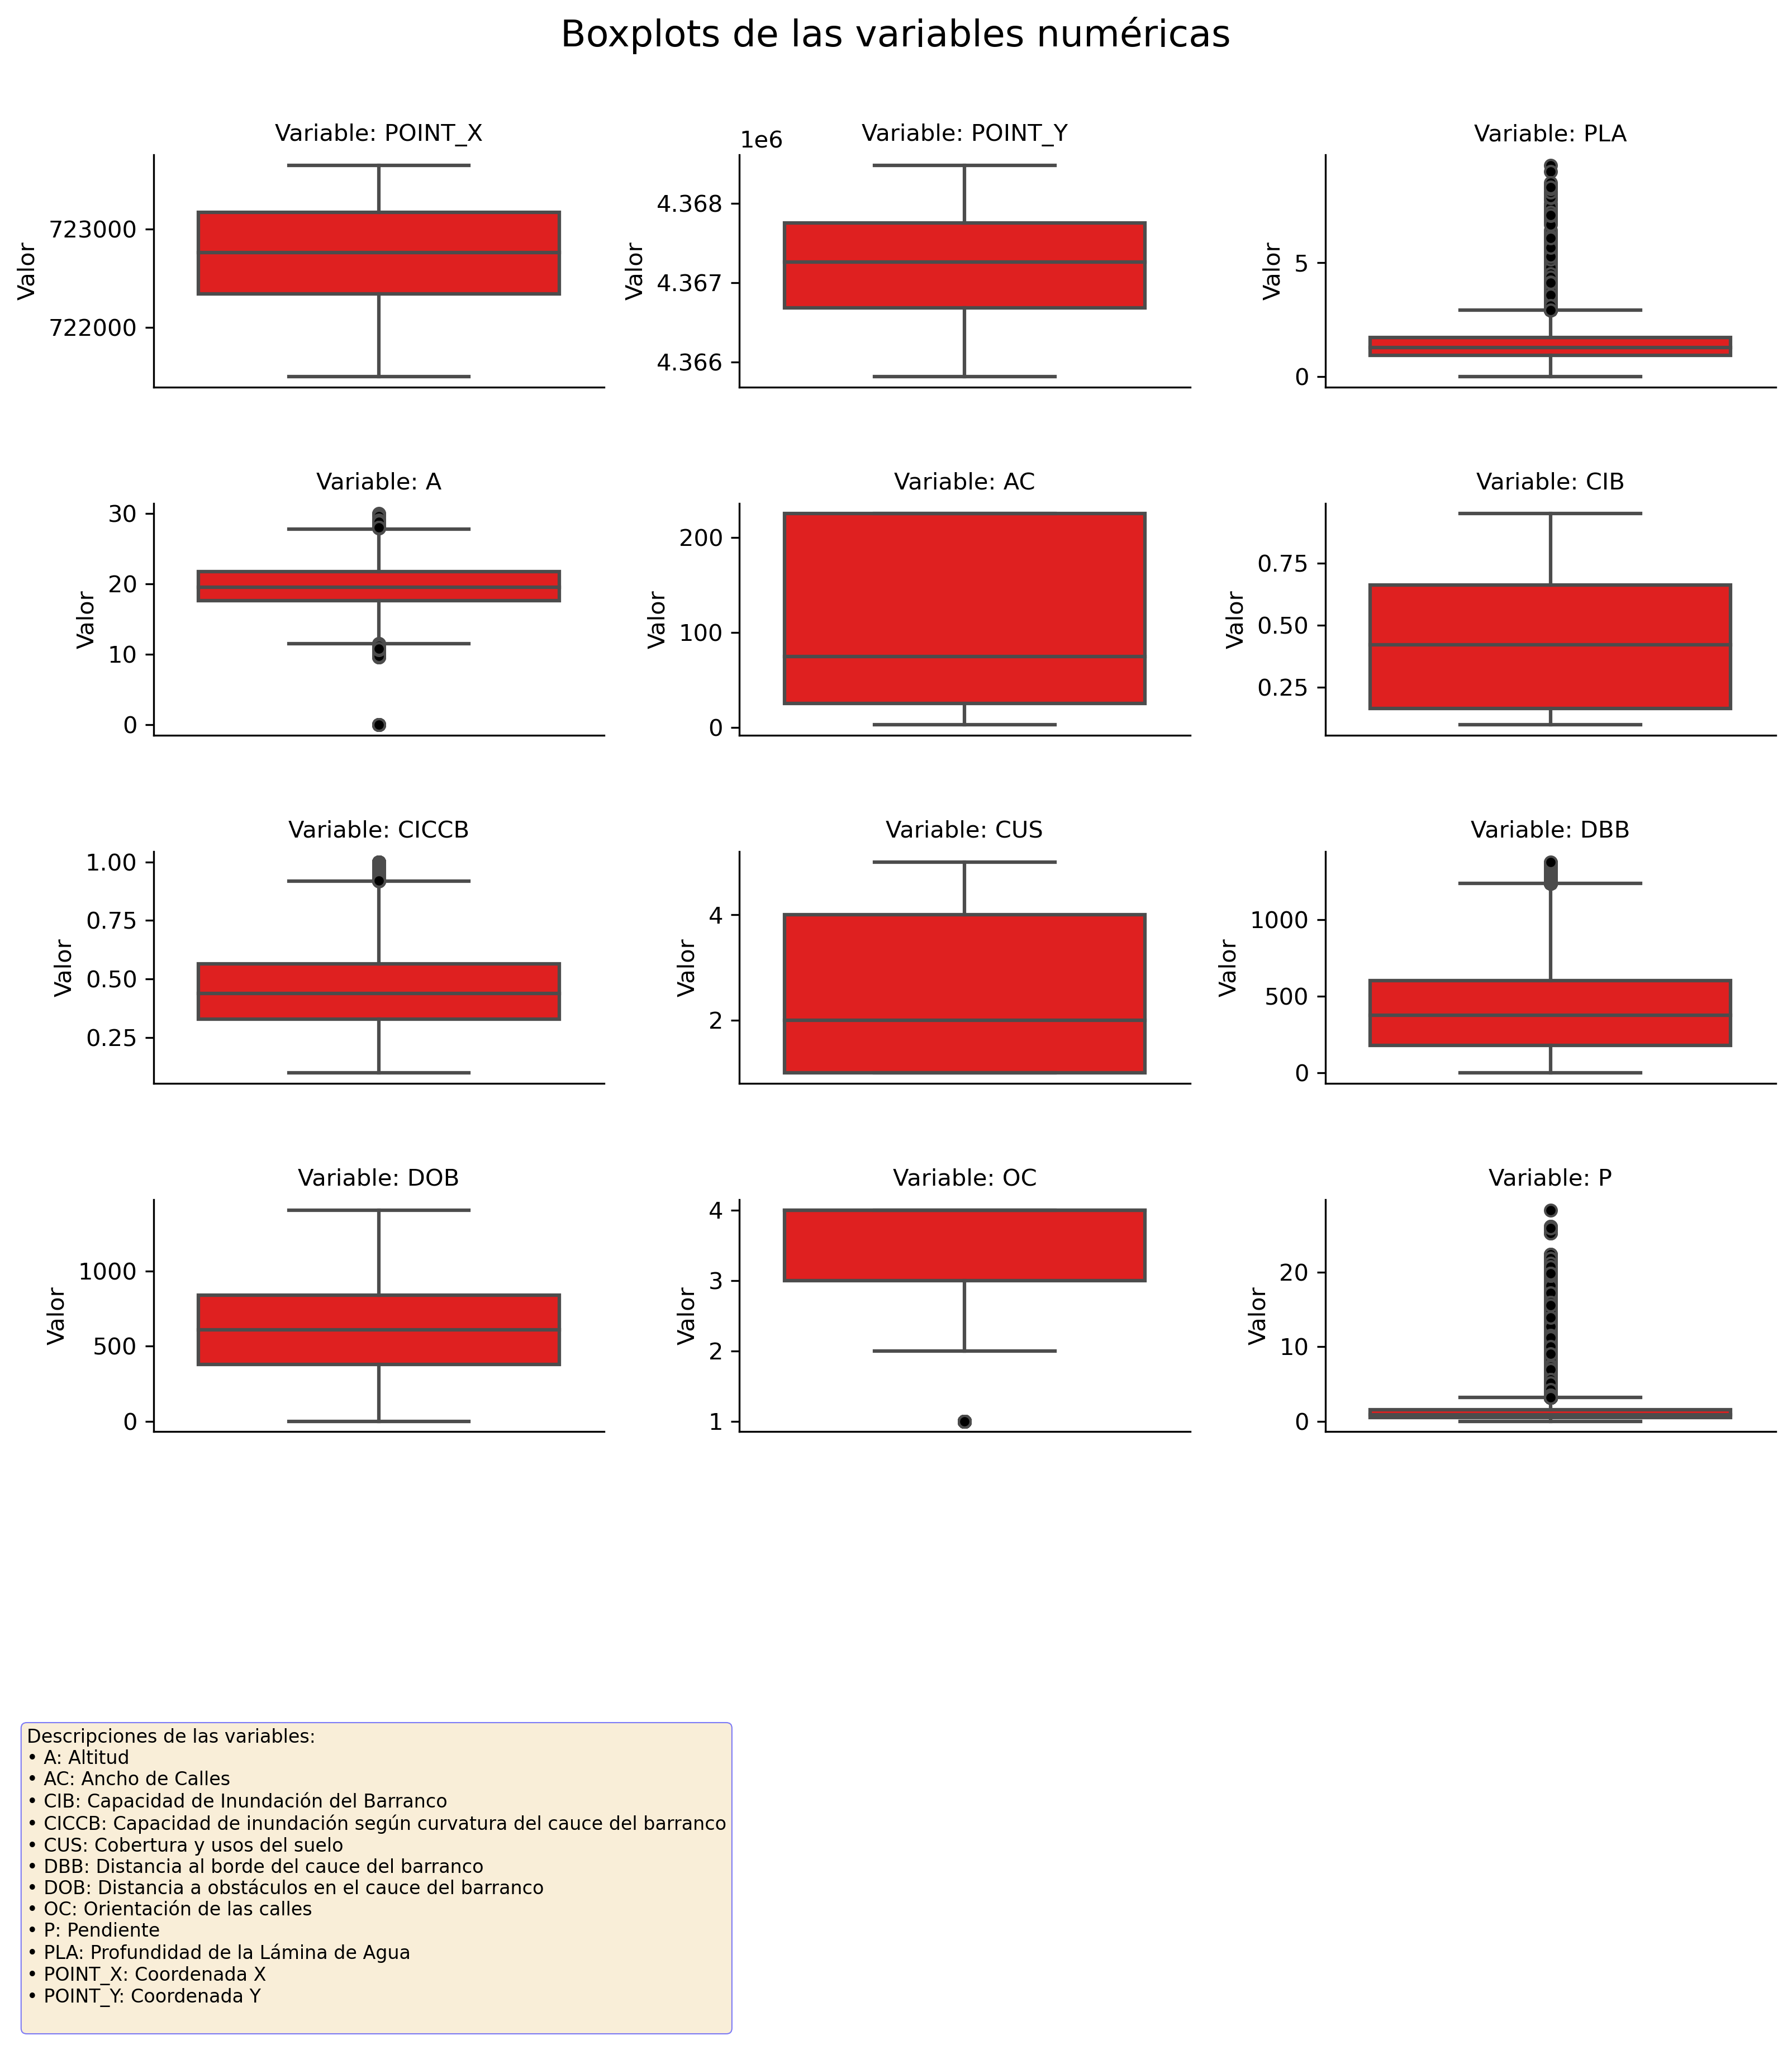 Boxplots de las variables numéricas
Variable: POINT_X
Valor
723000
722000
Variable: POINT_Y
1e6
Valor
4.368
4.367
4.366
Variable: PLA
Valor
5
0
Variable: A
Valor
30
20
10
0
Variable: AC
Valor
200
100
0
Variable: CIB
Valor
0.75
0.50
0.25
Variable: CICCB
Valor
1.00
0.75
0.50
0.25
Variable: CUS
Valor
4
2
Variable: DBB
Valor
1000
500
0
Variable: DOB
Valor
1000
500
0
Variable: OC
Valor
4
3
2
1
Variable: P
Valor
20
10
0
Descripciones de las variables:
• A: Altitud
• AC: Ancho de Calles
• CIB: Capacidad de Inundación del Barranco
• CICCB: Capacidad de inundación según curvatura del cauce del barranco
• CUS: Cobertura y usos del suelo
• DBB: Distancia al borde del cauce del barranco
• DOB: Distancia a obstáculos en el cauce del barranco
• OC: Orientación de las calles
• P: Pendiente
• PLA: Profundidad de la Lámina de Agua
• POINT_X: Coordenada X
• POINT_Y: Coordenada Y